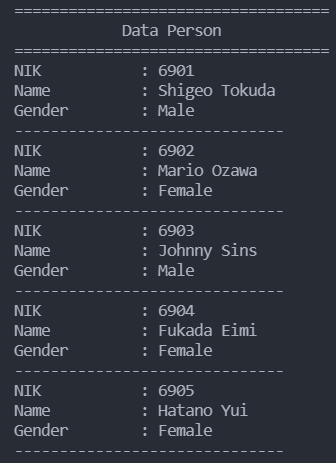 ===================================
Data Person
===================================
NIK : 6901
Name : Shigeo Tokuda
Gender : Male
------------------------------
NIK : 6902
Name : Mario Ozawa
Gender : Female
------------------------------
NIK : 6903
Name : Johnny Sins
Gender : Male
------------------------------
NIK : 6904
Name : Fukada Eimi
Gender : Female
------------------------------
NIK : 6905
Name : Hatano Yui
Gender : Female
------------------------------